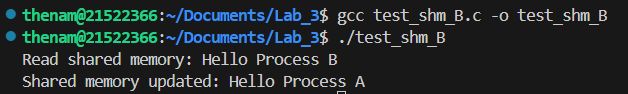 thenam@21522366:~/Documents/Lab_3$ gcc test_shm_B.c -o test_shm_B
thenam@21522366:~/Documents/Lab_3$ ./test_shm_B
Read shared memory: Hello Process B
Shared memory updated: Hello Process A